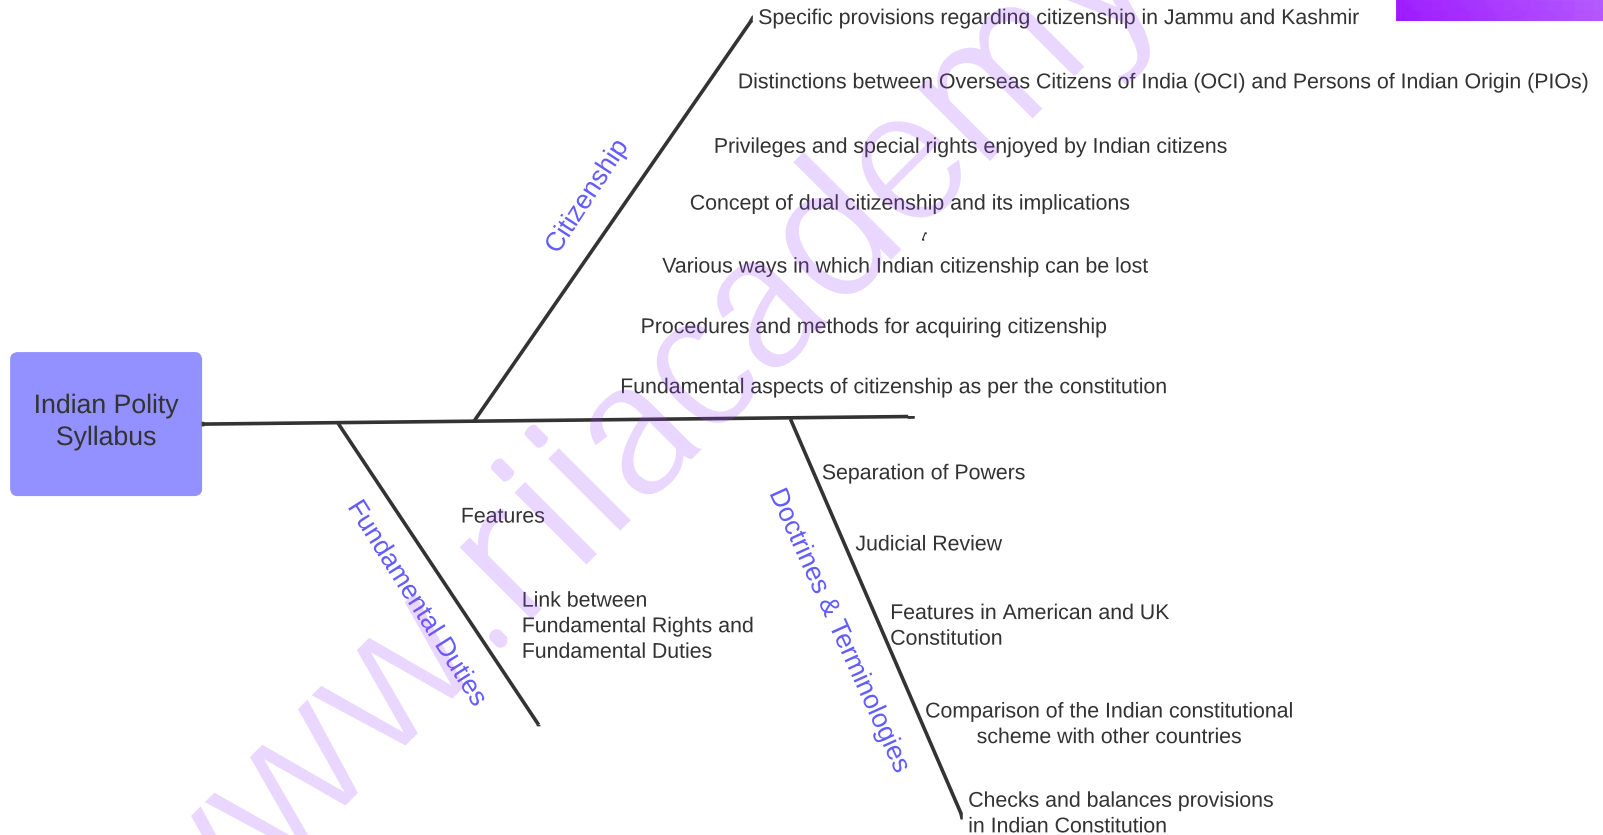 Specific provisions regarding citizenship in Jammu and Kashmir
Distinctions between Overseas Citizens of India (OCI) and Persons of Indian Origin (PIOs)
Privileges and special rights enjoyed by Indian citizens
Concept of dual citizenship and its implications
Various ways in which Indian citizenship can be lost
Procedures and methods for acquiring citizenship
Fundamental aspects of citizenship as per the constitution
Citizenship
Indian Polity
Syllabus
Fundamental Duties
Features
Link between
Fundamental Rights and
Fundamental Duties
Doctrines & Terminologies
Separation of Powers
Judicial Review
Features in American and UK
Constitution
Comparison of the Indian constitutional
scheme with other countries
Checks and balances provisions
in Indian Constitution
www.riiacademy